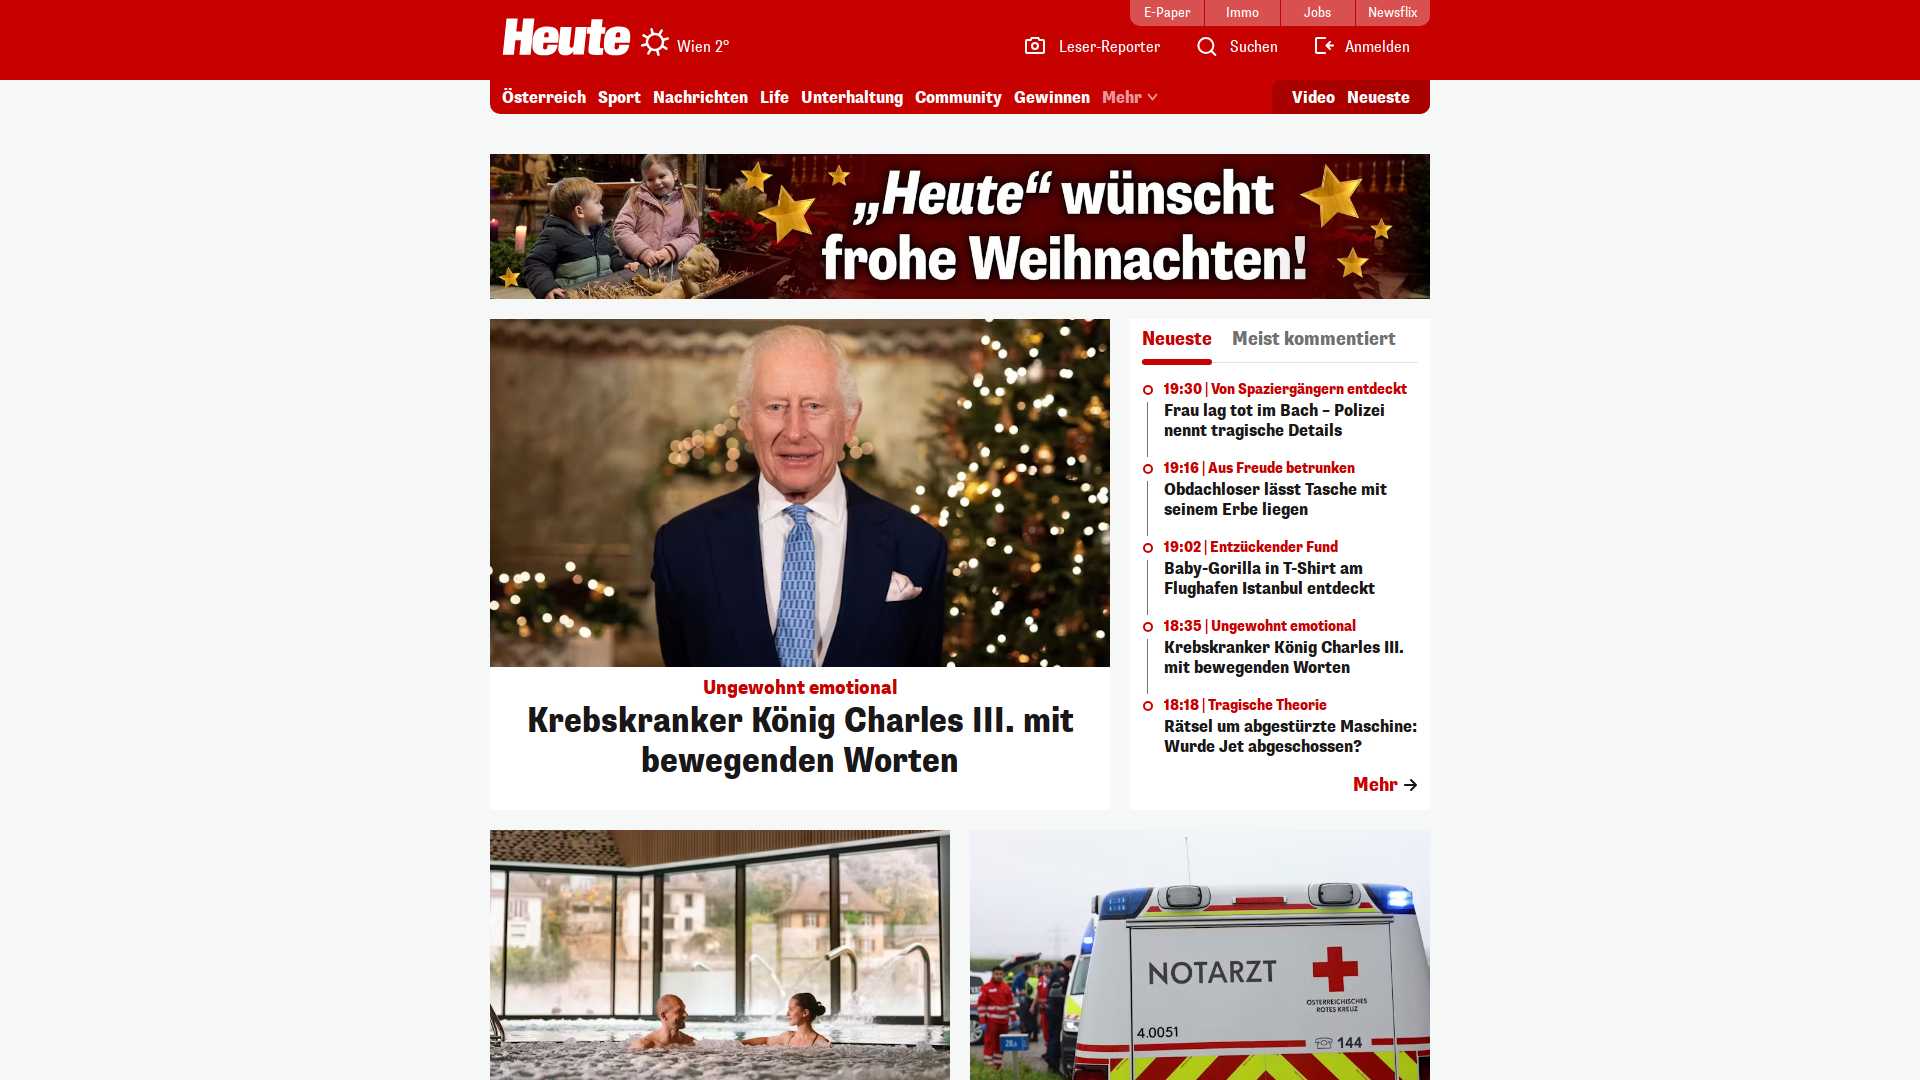 E-Paper
Immo
Jobs
Newsflix
Heute
Wien 2°
Leser-Reporter
Suchen
Anmelden
Österreich
Sport
Nachrichten
Life
Unterhaltung
Community
Gewinnen
Mehr
Video
Neueste
„Heute“ wünscht
frohe Weihnachten!
Ungewohnt emotional
Krebskranker König Charles III. mit
bewegenden Worten
Neueste
Meist kommentiert
19:30 | Von Spaziergängern entdeckt
Frau lag tot im Bach – Polizei
nennt tragische Details
19:16 | Aus Freude betrunken
Obdachloser lässt Tasche mit
seinem Erbe liegen
19:02 | Entzückender Fund
Baby-Gorilla in T-Shirt am
Flughafen Istanbul entdeckt
18:35 | Ungewohnt emotional
Krebskranker König Charles III.
mit bewegenden Worten
18:18 | Tragische Theorie
Rätsel um abgestürzte Maschine:
Wurde Jet abgeschossen?
Mehr
NOTARZT
ÖSTERREICHISCHES
ROTES KREUZ
4.0051
144